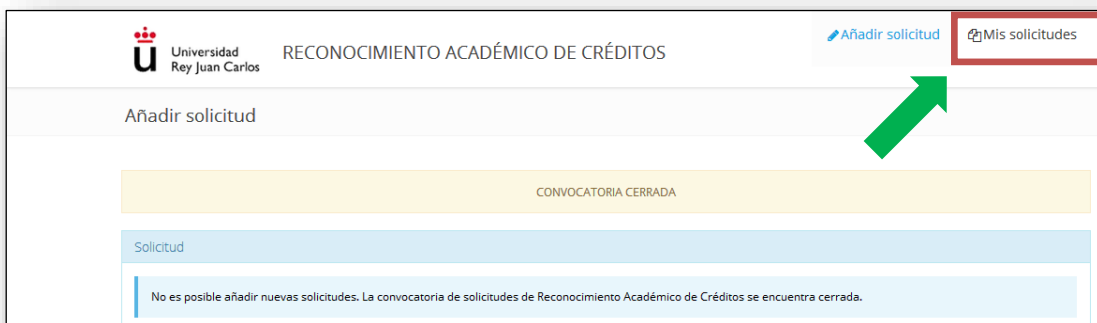 Universidad
Rey Juan Carlos
RECONOCIMIENTO ACADÉMICO DE CRÉDITOS
Añadir solicitud
Mis solicitudes
Añadir solicitud
CONVOCATORIA CERRADA
Solicitud
No es posible añadir nuevas solicitudes. La convocatoria de solicitudes de Reconocimiento Académico de Créditos se encuentra cerrada.